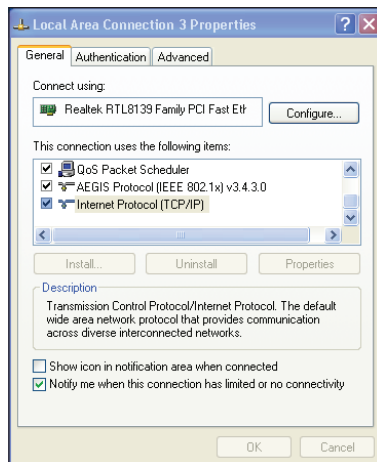 Local Area Connection 3 Properties
General Authentication Advanced
Connect using:
Realtek RTL8139 Family PCI Fast Eth
Configure...
This connection uses the following items:
QoS Packet Scheduler
AEGIS Protocol (IEEE 802.1x) v3.4.3.0
Internet Protocol (TCP/IP)
Install... Uninstall Properties
Description
Transmission Control Protocol/Internet Protocol. The default
wide area network protocol that provides communication
across diverse interconnected networks.
Show icon in notification area when connected
Notify me when this connection has limited or no connectivity
OK Cancel